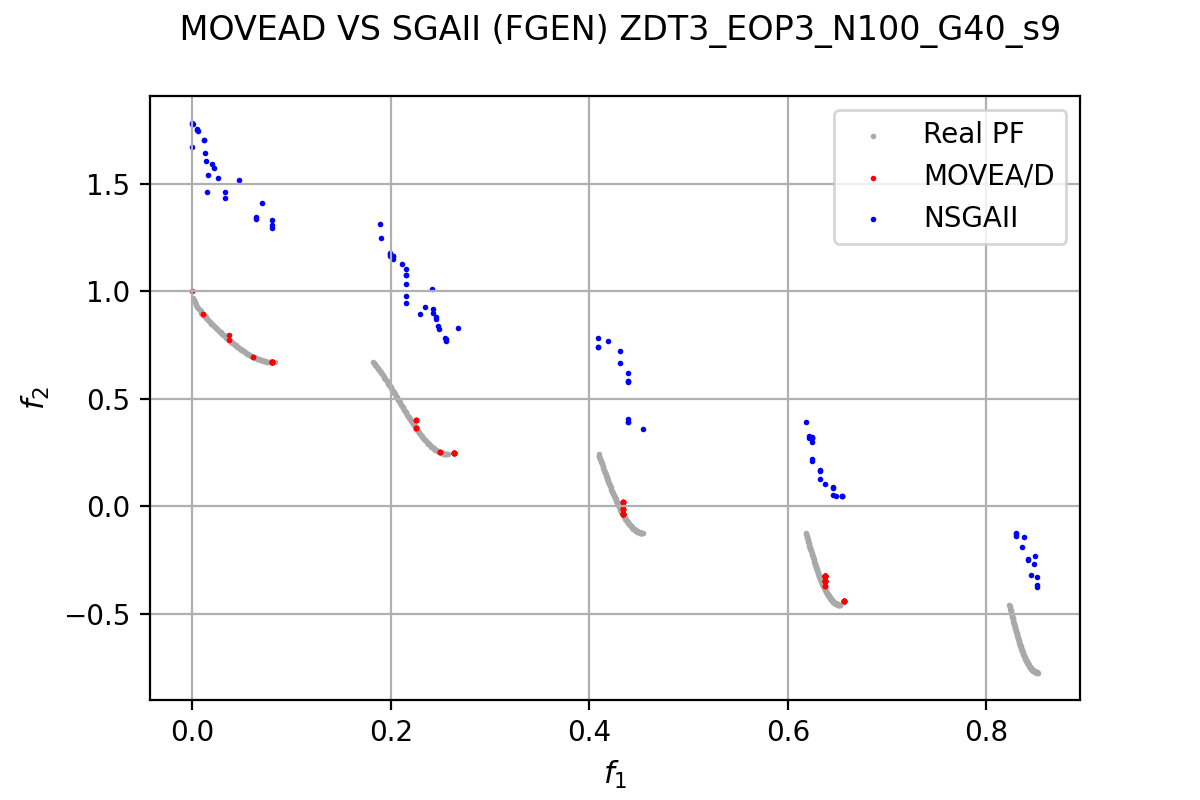 MOVEAD VS SGAII (FGEN) ZDT3_EOP3_N100_G40_s9
Real PF
MOVEA/D
NSGAII
1.5
1.0
0.5
0.0
−0.5
f2
0.0 0.2 0.4 0.6 0.8
f1